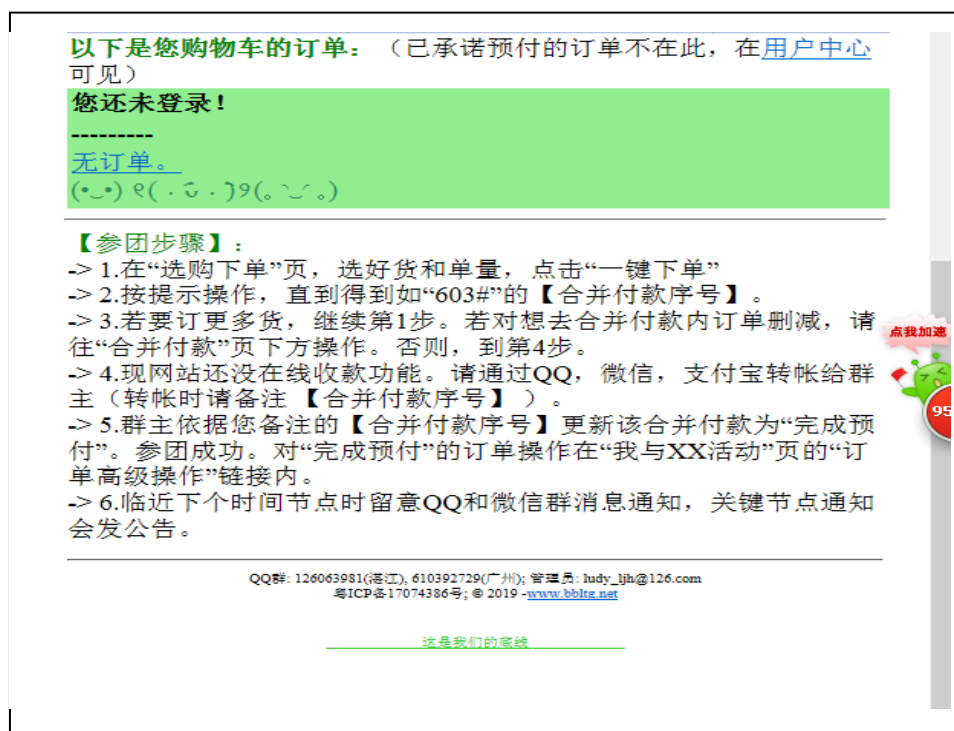 以下是您购物车的订单：（已承诺预付的订单不在此，在用户中心
可见）
您还未登录！
---------
无订单。
(•‿•) ୧( . ᴗ̆ . )୨(。◝‿◜。)
【参团步骤】：
-> 1.在“选购下单”页，选好货和单量，点击“一键下单”
-> 2.按提示操作，直到得到如“603#”的【合并付款序号】。
-> 3.若要订更多货，继续第1步。若对想去合并付款内订单删减，请
往“合并付款”页下方操作。否则，到第4步。
-> 4.现网站还没在线收款功能。请通过QQ，微信，支付宝转帐给群
主（转帐时请备注 【合并付款序号】 ）。
-> 5.群主依据您备注的【合并付款序号】更新该合并付款为“完成预
付”。参团成功。对“完成预付”的订单操作在“我与XX活动”页的“订
单高级操作”链接内。
-> 6.临近下个时间节点时留意QQ和微信群消息通知，关键节点通知
会发公告。
点我加速
95
QQ群: 126063981(湛江), 610392729(广州); 管理员: ludy_ljh@126.com
粤ICP备17074386号; © 2019 -www.bbltg.net
这是我们的底线